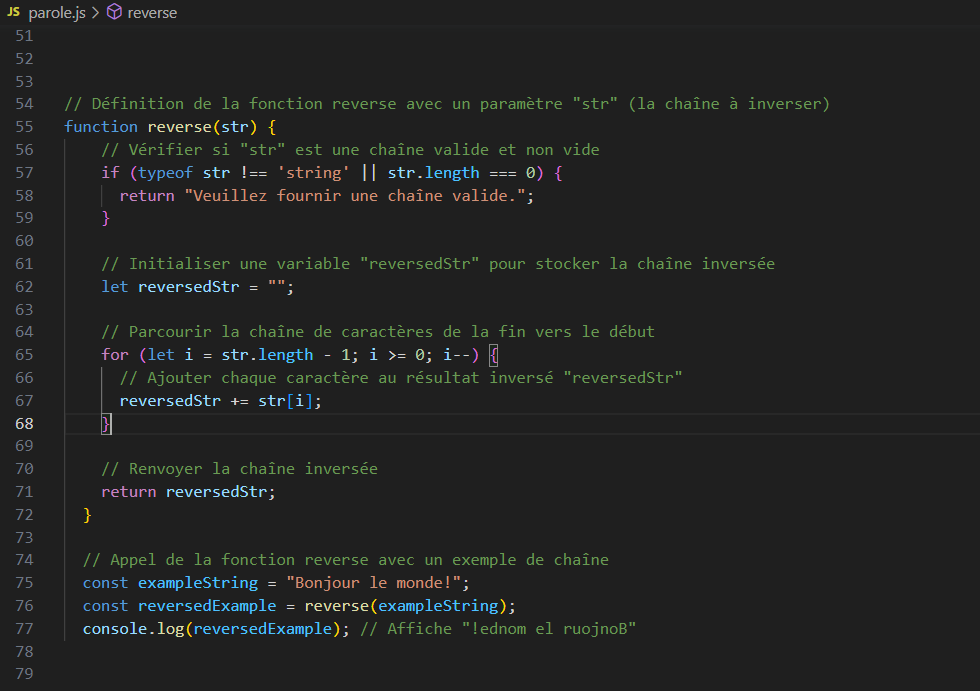 JS parole.js > reverse
51
52
53
54 // Définition de la fonction reverse avec un paramètre "str" (la chaîne à inverser)
55 function reverse(str) {
56     // Vérifier si "str" est une chaîne valide et non vide
57     if (typeof str !== 'string' || str.length === 0) {
58       return "Veuillez fournir une chaîne valide.";
59     }
60
61     // Initialiser une variable "reversedStr" pour stocker la chaîne inversée
62     let reversedStr = "";
63
64     // Parcourir la chaîne de caractères de la fin vers le début
65     for (let i = str.length - 1; i >= 0; i--) {
66       // Ajouter chaque caractère au résultat inversé "reversedStr"
67       reversedStr += str[i];
68     }
69
70     // Renvoyer la chaîne inversée
71     return reversedStr;
72   }
73
74   // Appel de la fonction reverse avec un exemple de chaîne
75   const exampleString = "Bonjour le monde!";
76   const reversedExample = reverse(exampleString);
77   console.log(reversedExample); // Affiche "!ednom el ruojnoB"
78
79